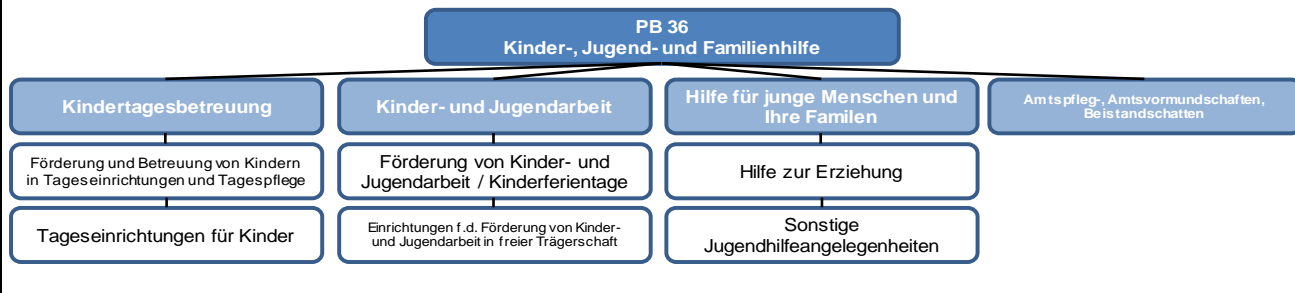 PB 36
Kinder-, Jugend- und Familienhilfe
Kindertagesbetreuung
Kinder- und Jugendarbeit
Hilfe für junge Menschen und
Ihre Familen
Amtspfleg-, Amtsvormundschaften,
Beistandschatten
Förderung und Betreuung von Kindern
in Tageseinrichtungen und Tagespflege
Förderung von Kinder- und
Jugendarbeit / Kinderferientage
Hilfe zur Erziehung
Tageseinrichtungen für Kinder
Einrichtungen f.d. Förderung von Kinder-
und Jugendarbeit in freier Trägerschaft
Sonstige
Jugendhilfeangelegenheiten